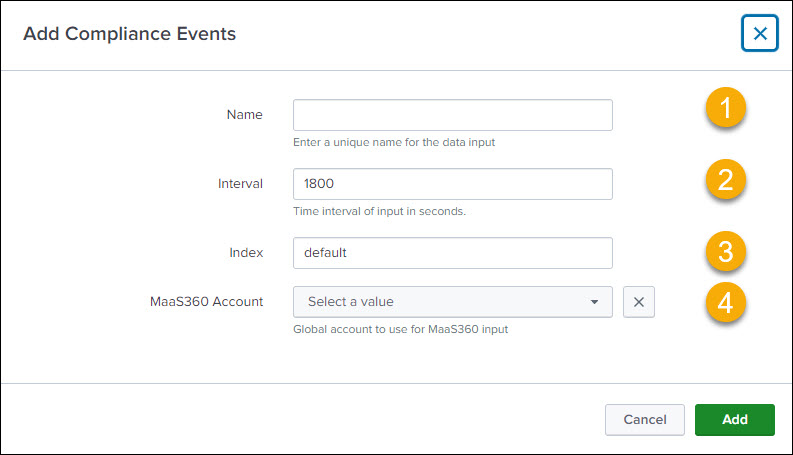 Add Compliance Events
Name
1
Enter a unique name for the data input
Interval
1800
2
Time interval of input in seconds.
Index
default
3
MaaS360 Account
Select a value
4
Global account to use for MaaS360 input
Cancel
Add